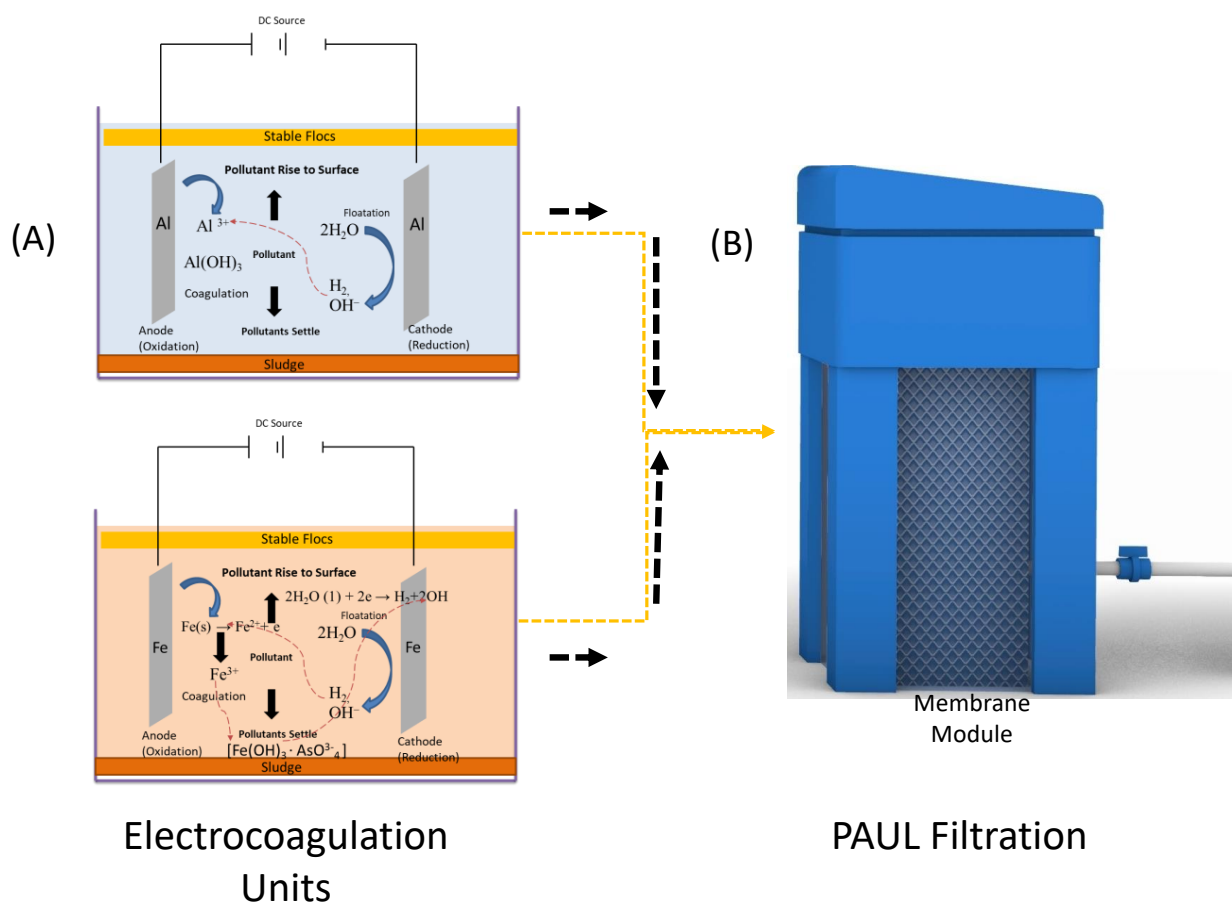 DC Source
Stable Flocs
Pollutant Rise to Surface
Al
Al
Al ³⁺
Floatation
2H₂O
(A)
(B)
Pollutant
Al(OH)₃
H₂,
OH⁻
Coagulation
Pollutants Settle
Anode
(Oxidation)
Cathode
(Reduction)
Sludge
DC Source
Stable Flocs
Pollutant Rise to Surface
2H₂O (1) + 2e → H₂+2OH
Floatation
Fe(s) → Fe²⁺+ e
2H₂O
Fe
Fe
Pollutant
Fe³⁺
Coagulation
H₂,
OH⁻
Pollutants Settle
Anode
(Oxidation)
[Fe(OH)₃ · AsO³⁻₄]
Cathode
(Reduction)
Sludge
Membrane
Module
Electrocoagulation
Units
PAUL Filtration